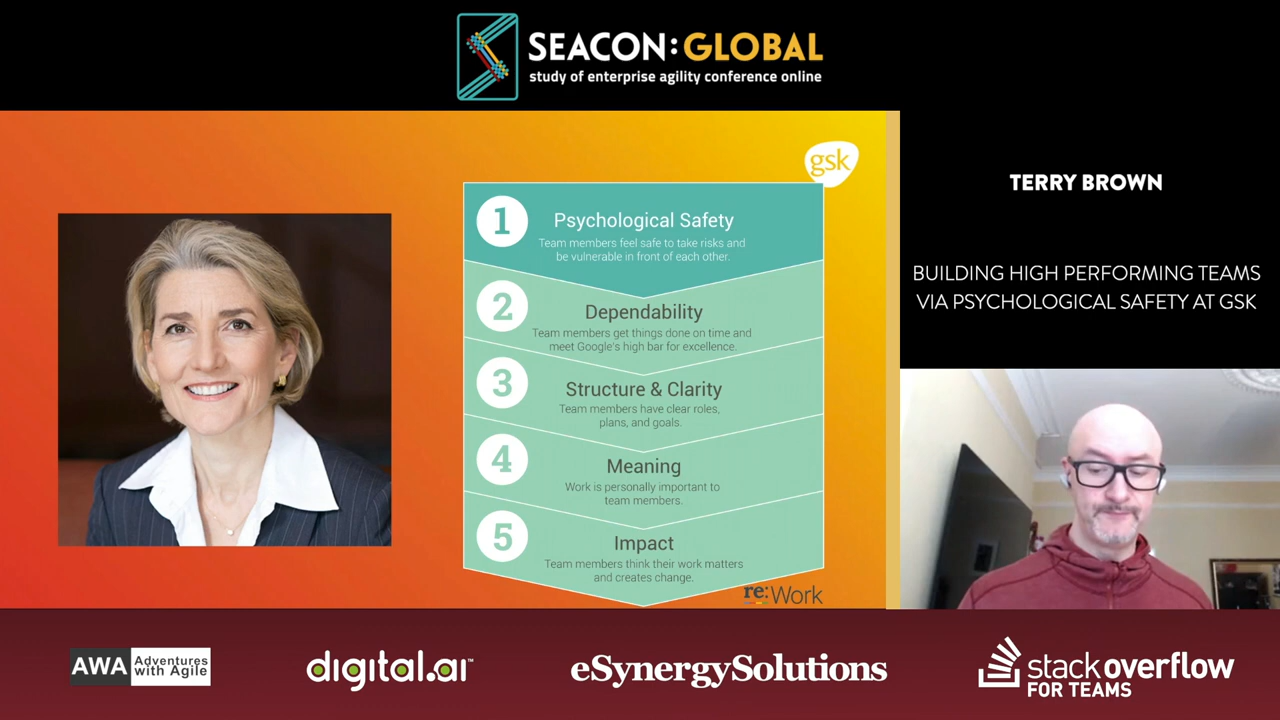 SEACON:GLOBAL
study of enterprise agility conference online
gsk
1
Psychological Safety
Team members feel safe to take risks and
be vulnerable in front of each other.
2
Dependability
Team members get things done on time and
meet Google's high bar for excellence.
3
Structure & Clarity
Team members have clear roles,
plans, and goals.
4
Meaning
Work is personally important to
team members.
5
Impact
Team members think their work matters
and creates change.
re:Work
TERRY BROWN
BUILDING HIGH PERFORMING TEAMS
VIA PSYCHOLOGICAL SAFETY AT GSK
AWA Adventures
with Agile
digital.ai™
eSynergySolutions
stackoverflow
FOR TEAMS